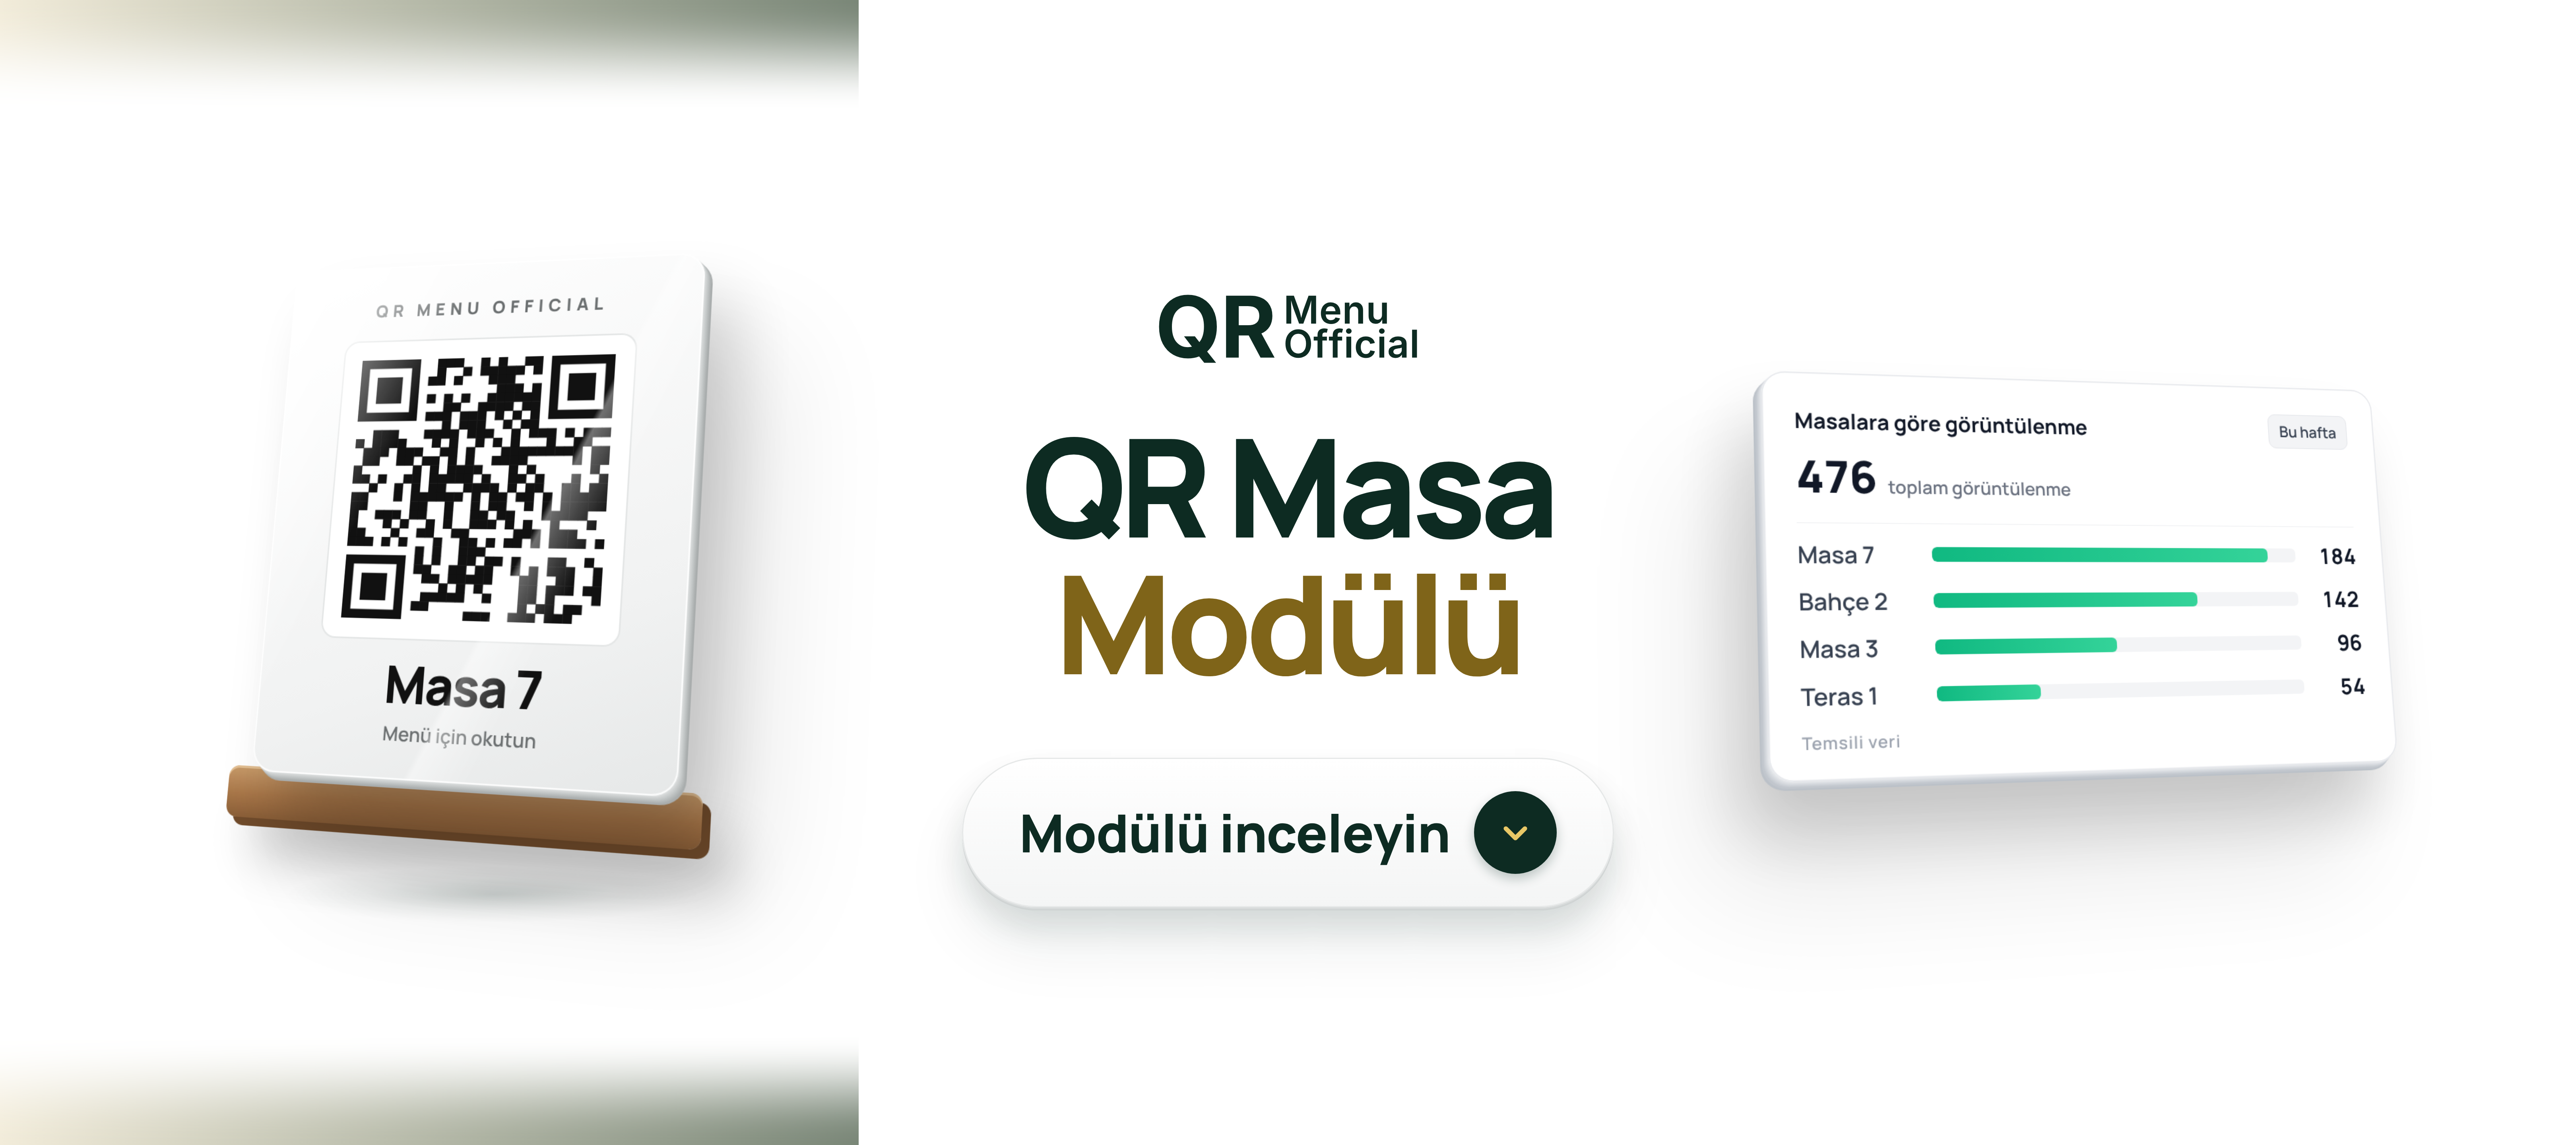 QR MENU OFFICIAL
Masa 7
Menü için okutun
QR Menu
Official
QR Masa
Modülü
Modülü inceleyin
Masalara göre görüntülenme
Bu hafta
476 toplam görüntülenme
Masa 7 184
Bahçe 2 142
Masa 3 96
Teras 1 54
Temsili veri